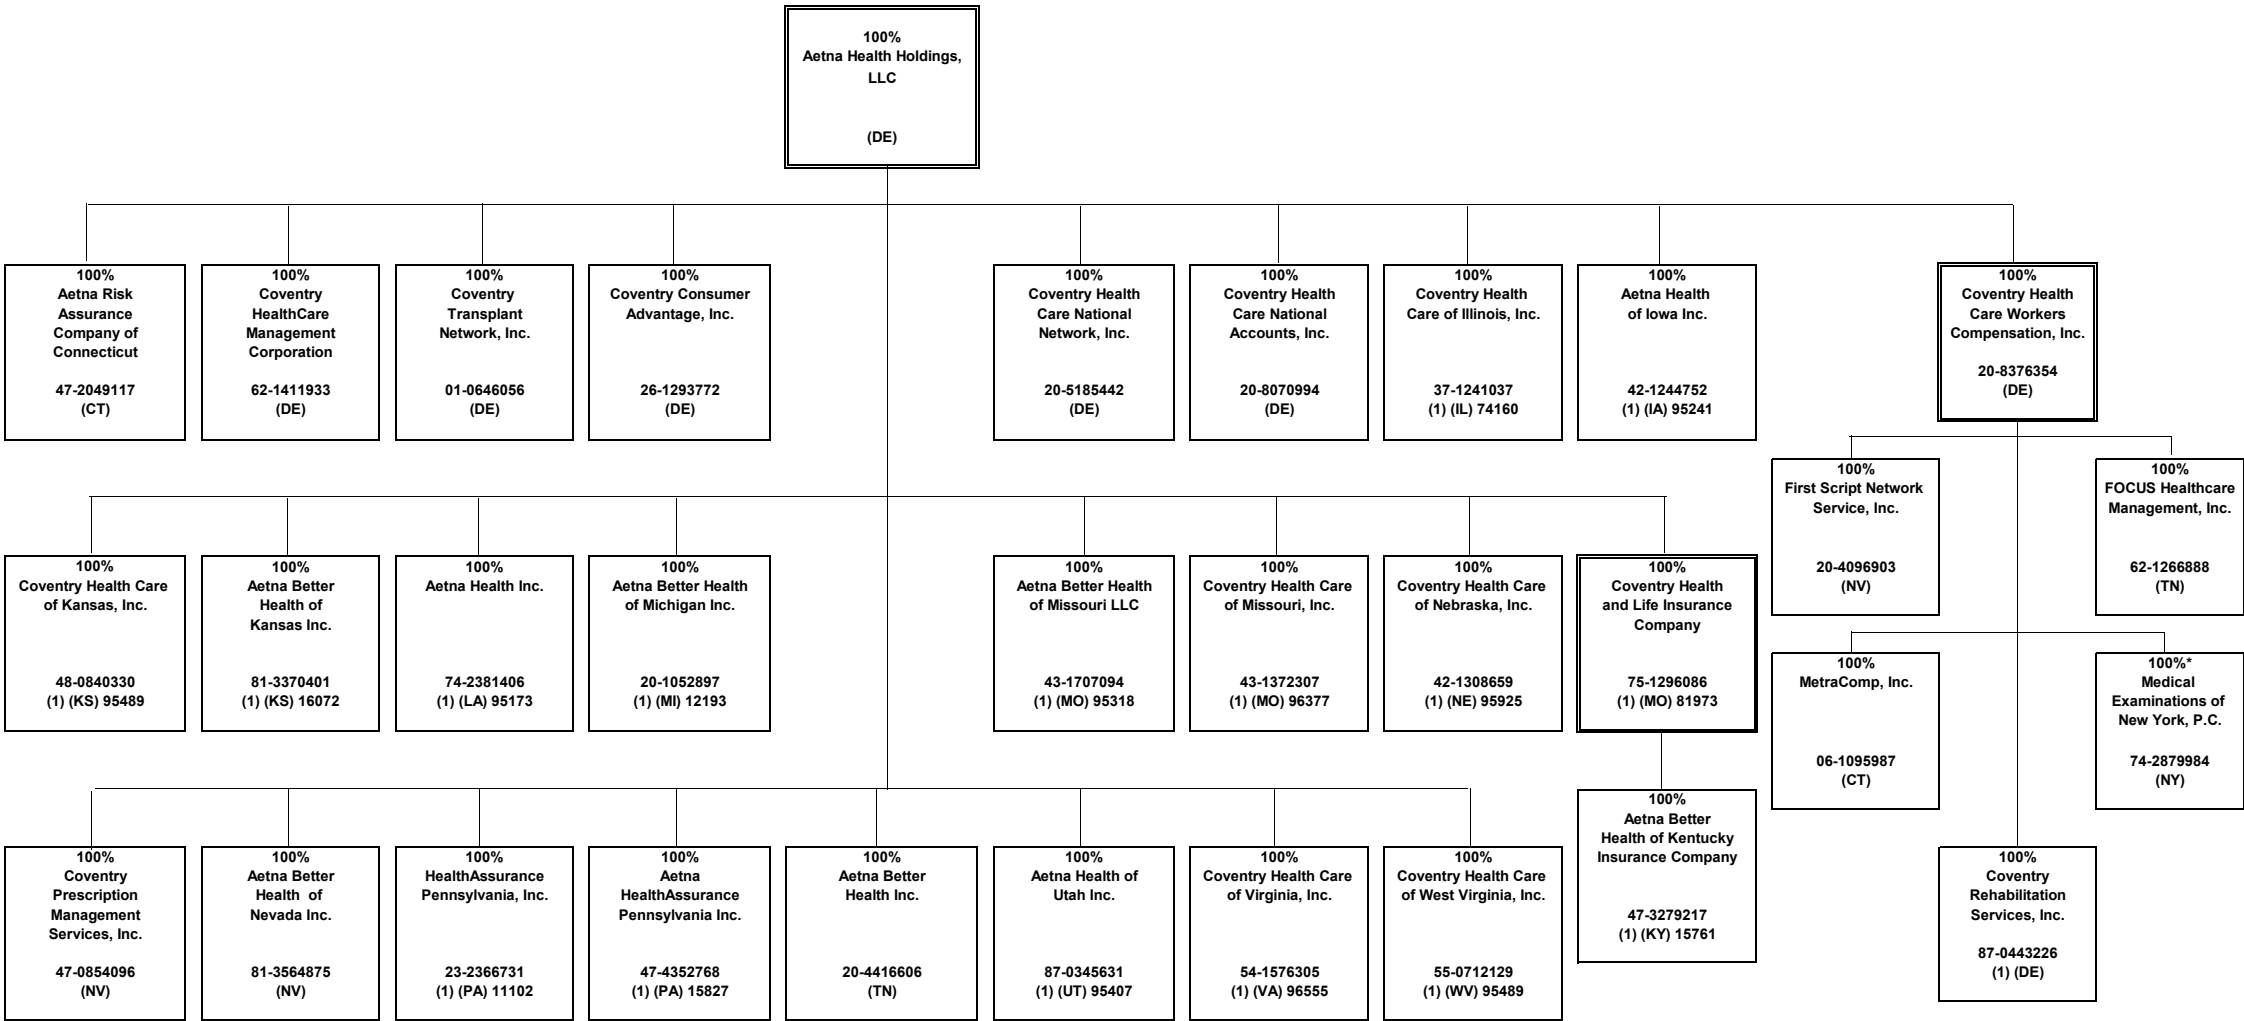 100%
Aetna Health Holdings,
LLC
(DE)
100%
Aetna Risk
Assurance
Company of
Connecticut
47-2049117
(CT)
100%
Coventry
HealthCare
Management
Corporation
62-1411933
(DE)
100%
Coventry
Transplant
Network, Inc.
01-0646056
(DE)
100%
Coventry Consumer
Advantage, Inc.
26-1293772
(DE)
100%
Coventry Health
Care National
Network, Inc.
20-5185442
(DE)
100%
Coventry Health
Care National
Accounts, Inc.
20-8070994
(DE)
100%
Coventry Health
Care of Illinois, Inc.
37-1241037
(1) (IL) 74160
100%
Aetna Health
of Iowa Inc.
42-1244752
(1) (IA) 95241
100%
Coventry Health
Care Workers
Compensation, Inc.
20-8376354
(DE)
100%
First Script Network
Service, Inc.
20-4096903
(NV)
100%
FOCUS Healthcare
Management, Inc.
62-1266888
(TN)
100%
Coventry Health Care
of Kansas, Inc.
48-0840330
(1) (KS) 95489
100%
Aetna Better
Health of
Kansas Inc.
81-3370401
(1) (KS) 16072
100%
Aetna Health Inc.
74-2381406
(1) (LA) 95173
100%
Aetna Better Health
of Michigan Inc.
20-1052897
(1) (MI) 12193
100%
Aetna Better Health
of Missouri LLC
43-1707094
(1) (MO) 95318
100%
Coventry Health Care
of Missouri, Inc.
43-1372307
(1) (MO) 96377
100%
Coventry Health Care
of Nebraska, Inc.
42-1308659
(1) (NE) 95925
100%
Coventry Health
and Life Insurance
Company
75-1296086
(1) (MO) 81973
100%
MetraComp, Inc.
06-1095987
(CT)
100%*
Medical
Examinations of
New York, P.C.
74-2879984
(NY)
100%
Aetna Better
Health of Kentucky
Insurance Company
47-3279217
(1) (KY) 15761
100%
Coventry
Prescription
Management
Services, Inc.
47-0854096
(NV)
100%
Aetna Better
Health of
Nevada Inc.
81-3564875
(NV)
100%
HealthAssurance
Pennsylvania, Inc.
23-2366731
(1) (PA) 11102
100%
Aetna
HealthAssurance
Pennsylvania Inc.
47-4352768
(1) (PA) 15827
100%
Aetna Better
Health Inc.
20-4416606
(TN)
100%
Aetna Health of
Utah Inc.
87-0345631
(1) (UT) 95407
100%
Coventry Health Care
of Virginia, Inc.
54-1576305
(1) (VA) 96555
100%
Coventry Health Care
of West Virginia, Inc.
55-0712129
(1) (WV) 95489
100%
Coventry
Rehabilitation
Services, Inc.
87-0443226
(1) (DE)